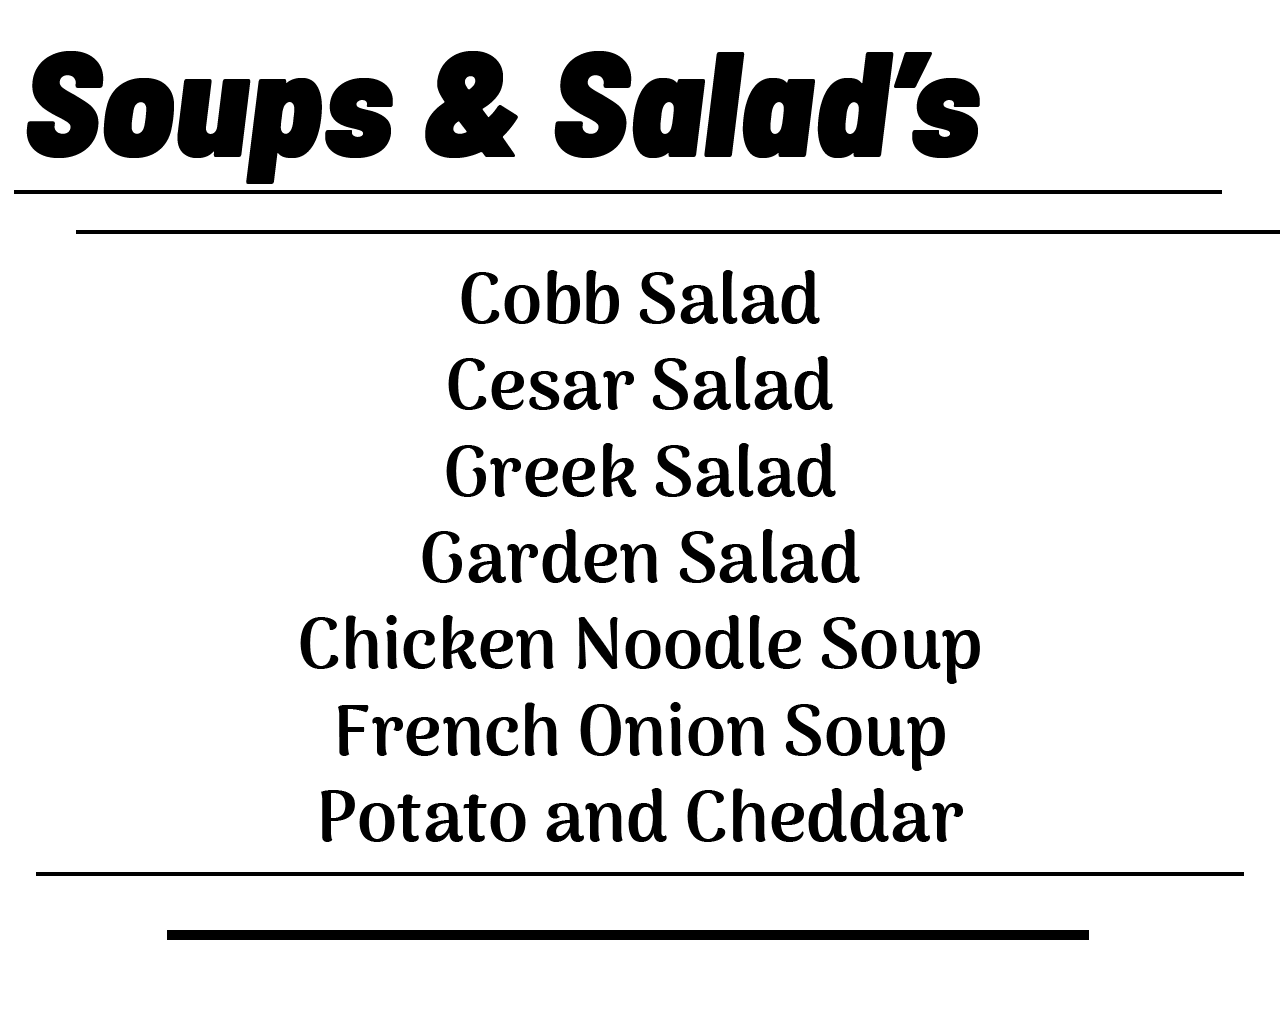 Soups & Salad’s
Cobb Salad
Cesar Salad
Greek Salad
Garden Salad
Chicken Noodle Soup
French Onion Soup
Potato and Cheddar